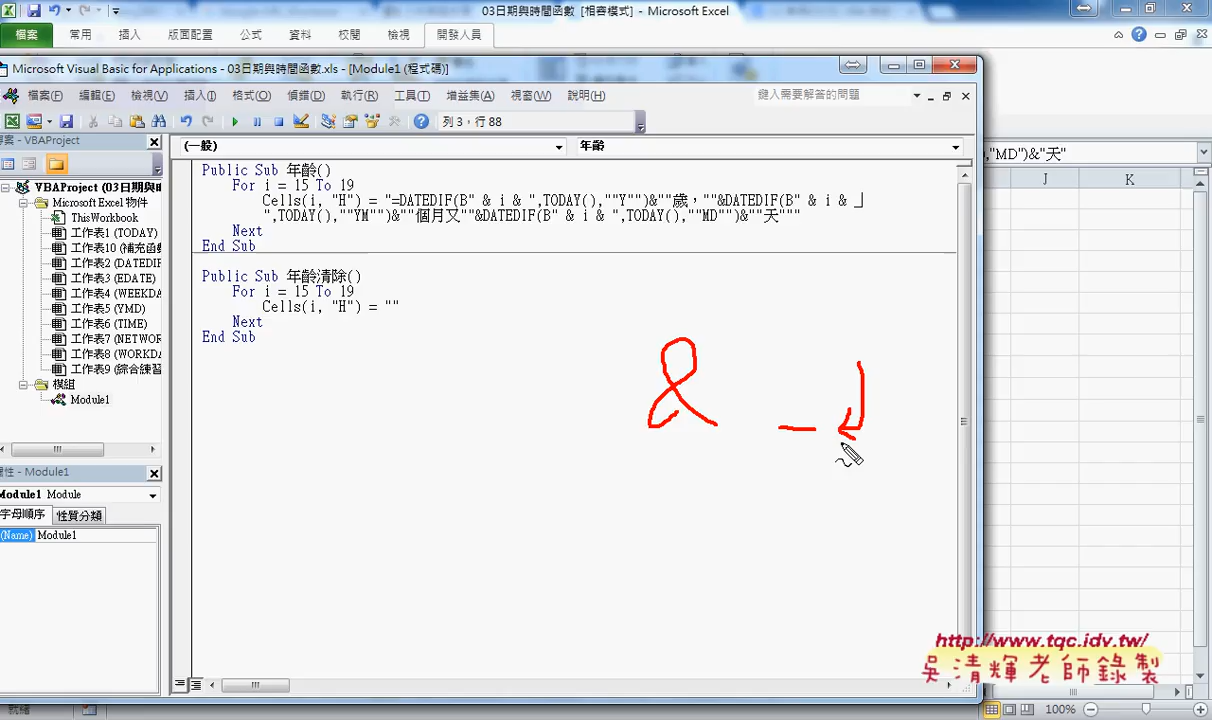 03日期與時間函數 [相容模式] - Microsoft Excel
檔案 常用 插入 版面配置 公式 資料 校閱 檢視 開發人員
Microsoft Visual Basic for Applications - 03日期與時間函數.xls - [Module1 (程式碼)]
檔案(F) 編輯(E) 檢視(V) 插入(I) 格式(O) 偵錯(D) 執行(R) 工具(T) 增益集(A) 視窗(W) 說明(H) 鍵入需要解答的問題
列 3，行 88
專案 - VBAProject
(一般) 年齡
,"MD")&"天"
J K
VBAProject (03日期與時
Microsoft Excel 物件
ThisWorkbook
工作表1 (TODAY)
工作表10 (補充函數
工作表2 (DATEDIF
工作表3 (EDATE)
工作表4 (WEEKDA
工作表5 (YMD)
工作表6 (TIME)
工作表7 (NETWOR
工作表8 (WORKDA
工作表9 (綜合練習
模組
Module1
屬性 - Module1
Module1 Module
字母順序 性質分類
(Name) Module1
Public Sub 年齡()
For i = 15 To 19
Cells(i, "H") = "=DATEDIF(B" & i & ",TODAY(),""Y"")&""歲，""&DATEDIF(B" & i & _
",TODAY(),""YM"")&""個月又""&DATEDIF(B" & i & ",TODAY(),""MD"")&""天"""
Next
End Sub
Public Sub 年齡清除()
For i = 15 To 19
Cells(i, "H") = ""
Next
End Sub
& _
http://www.tqc.idv.tw/
吳清輝老師錄製
就緒
100%